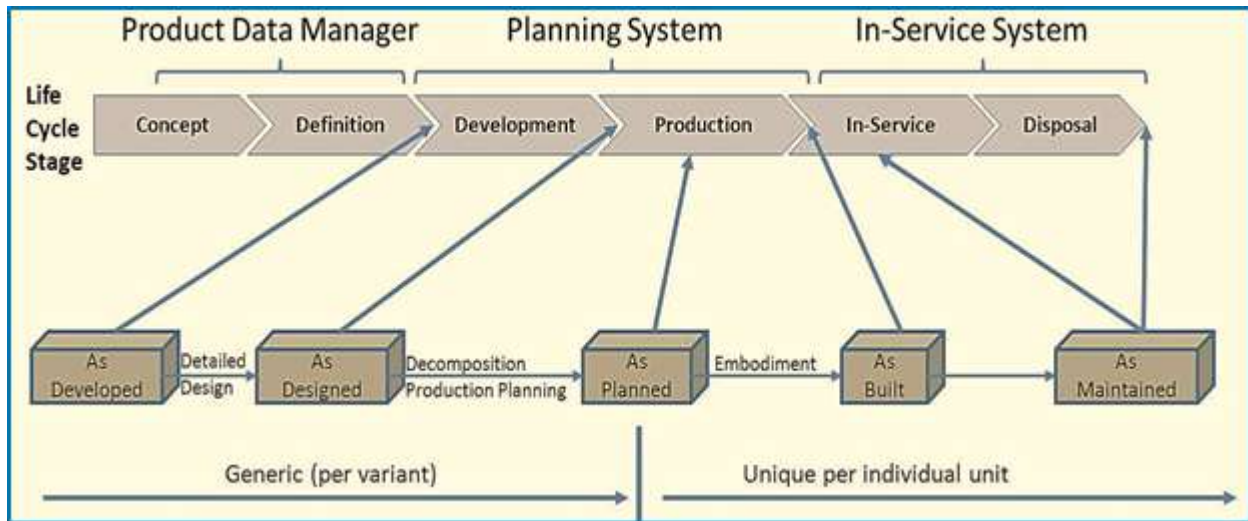 Product Data Manager
Planning System
In-Service System
Life
Cycle
Stage
Concept
Definition
Development
Production
In-Service
Disposal
As
Developed
Detailed
Design
As
Designed
Decomposition
Production Planning
As
Planned
Embodiment
As
Built
As
Maintained
Generic (per variant)
Unique per individual unit